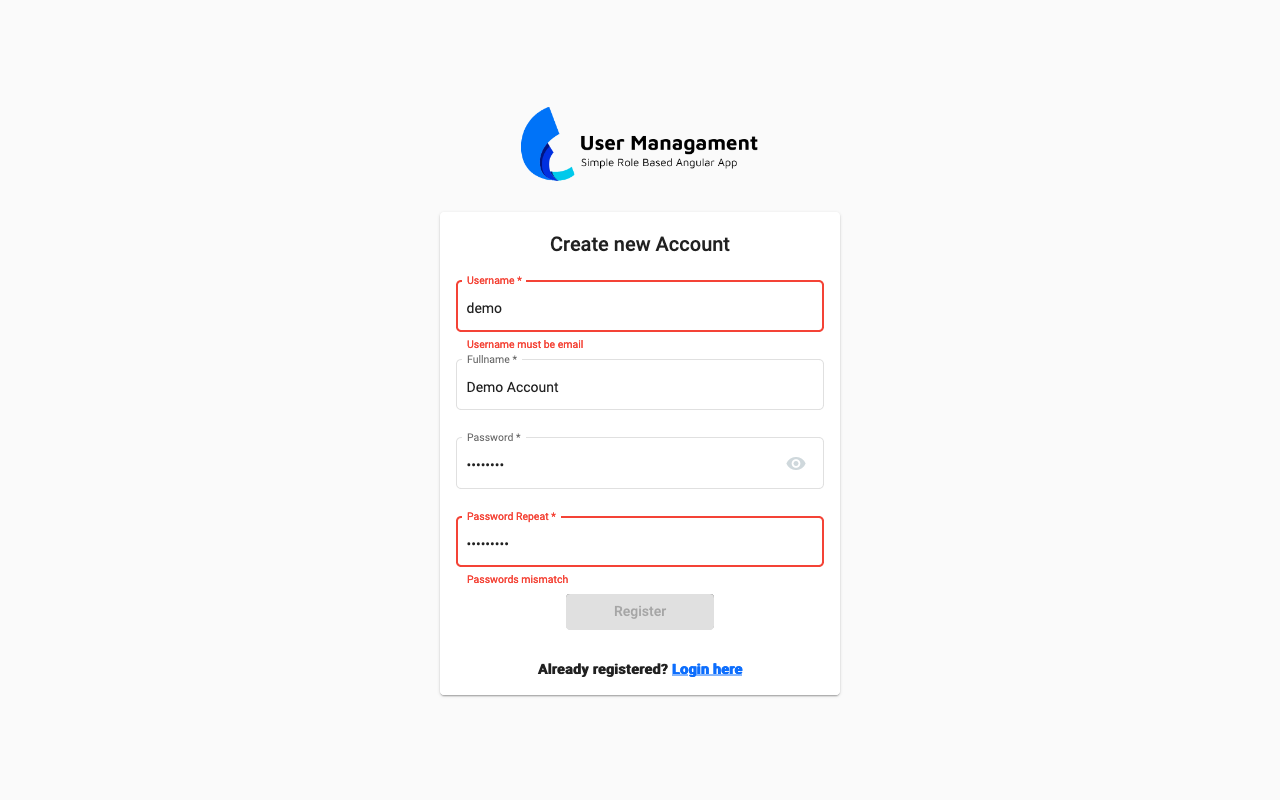 User Managament
Simple Role Based Angular App
Create new Account
Username *
demo
Username must be email
Fullname *
Demo Account
Password *
••••••••
Password Repeat *
•••••••••
Passwords mismatch
Register
Already registered? Login here